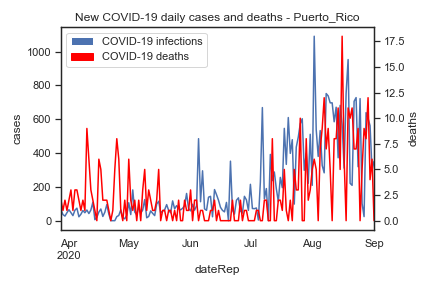 New COVID-19 daily cases and deaths - Puerto_Rico
COVID-19 infections
COVID-19 deaths
1000
800
600
400
200
0
cases
17.5
15.0
12.5
10.0
7.5
5.0
2.5
0.0
deaths
Apr May Jun Jul Aug Sep
2020
dateRep